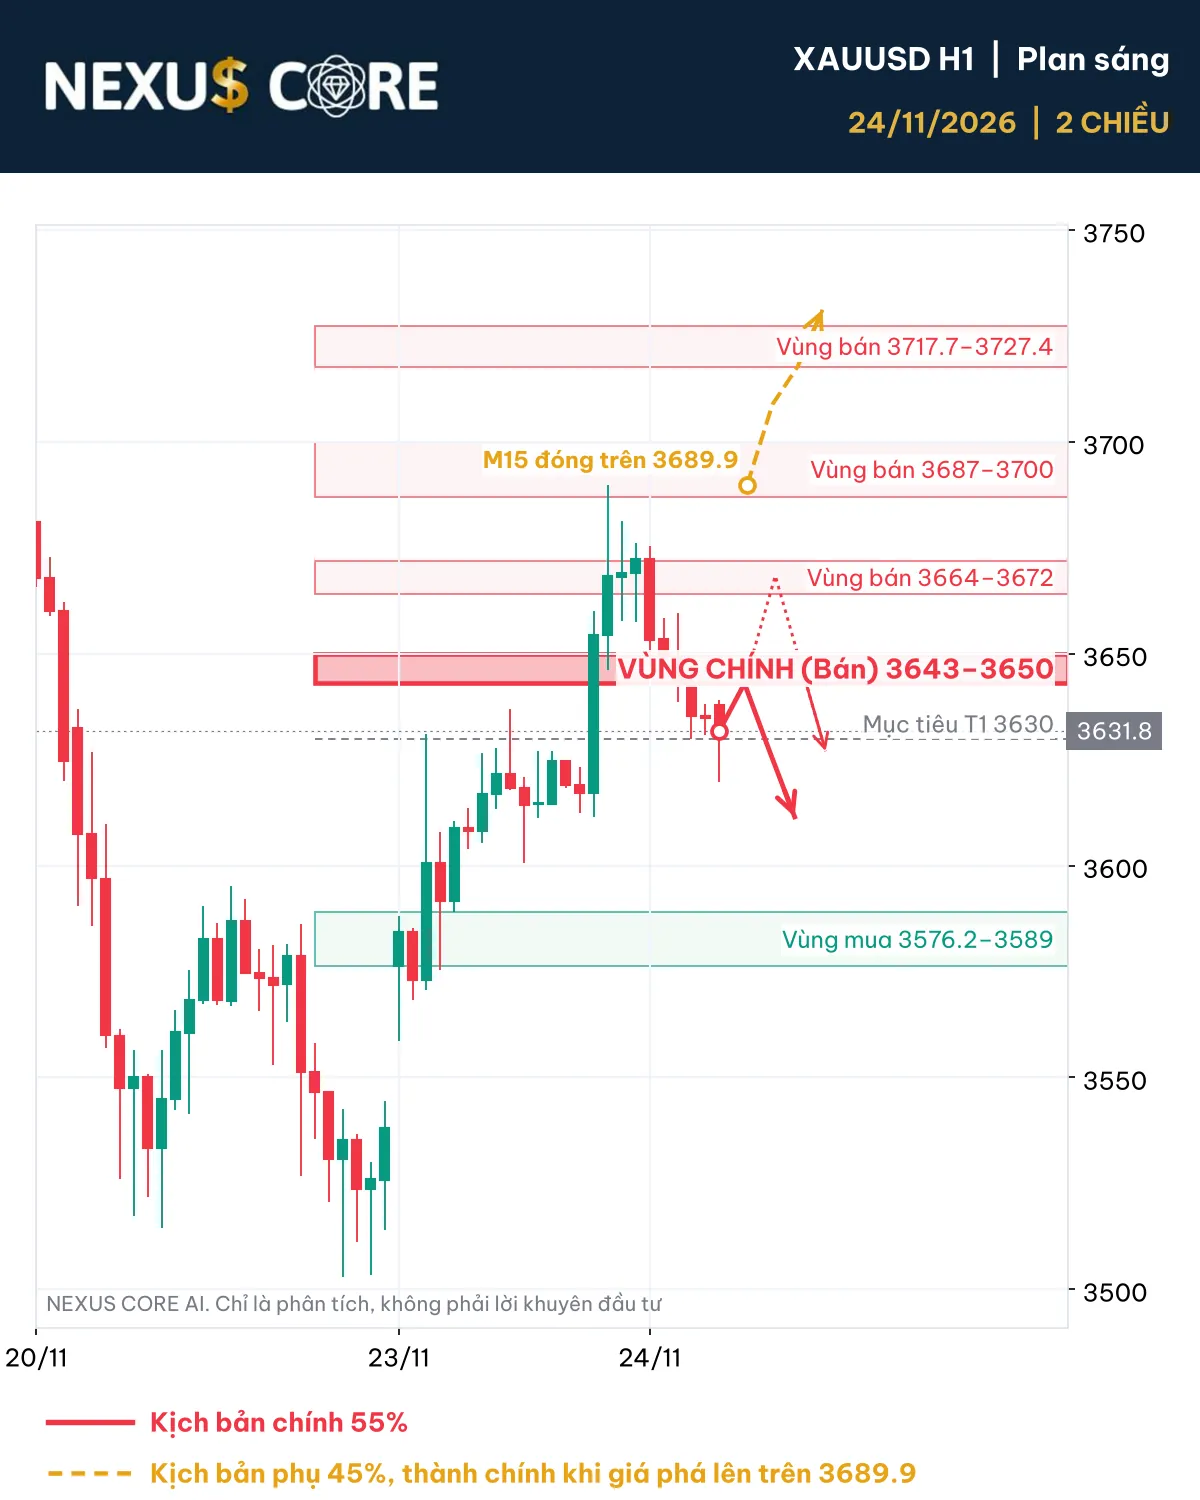 NEXU$ CORE
XAUUSD H1 | Plan sáng
24/11/2026 | 2 CHIỀU
3750
Vùng bán 3717.7–3727.4
3700
M15 đóng trên 3689.9
Vùng bán 3687–3700
Vùng bán 3664–3672
3650
VÙNG CHÍNH (Bán) 3643–3650
Mục tiêu T1 3630
3631.8
3600
Vùng mua 3576.2–3589
3550
3500
NEXUS CORE AI. Chỉ là phân tích, không phải lời khuyên đầu tư
20/11 23/11 24/11
Kịch bản chính 55%
Kịch bản phụ 45%, thành chính khi giá phá lên trên 3689.9